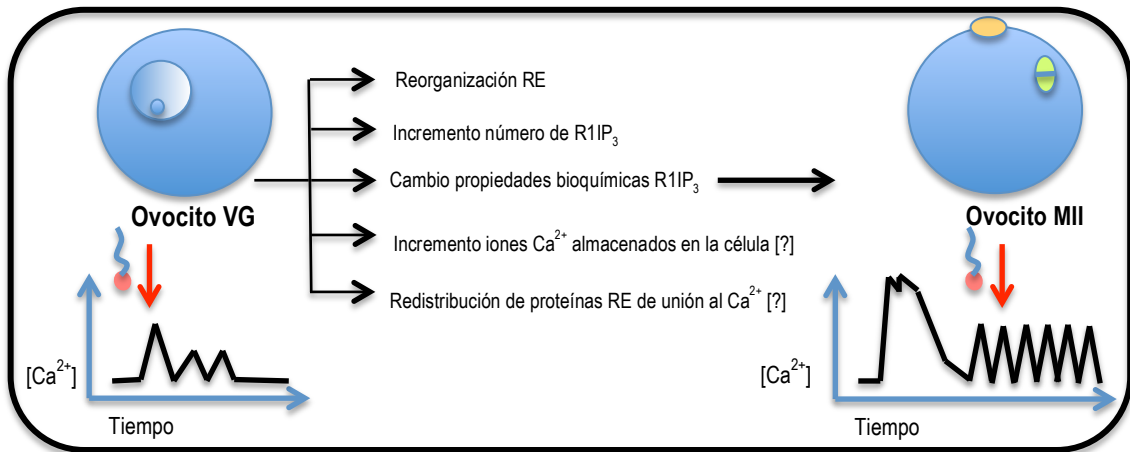 Reorganización RE
Incremento número de R1IP₃
Cambio propiedades bioquímicas R1IP₃
Incremento iones Ca²⁺ almacenados en la célula [?]
Redistribución de proteínas RE de unión al Ca²⁺ [?]
Ovocito VG
[Ca²⁺]
Tiempo
Ovocito MII
[Ca²⁺]
Tiempo